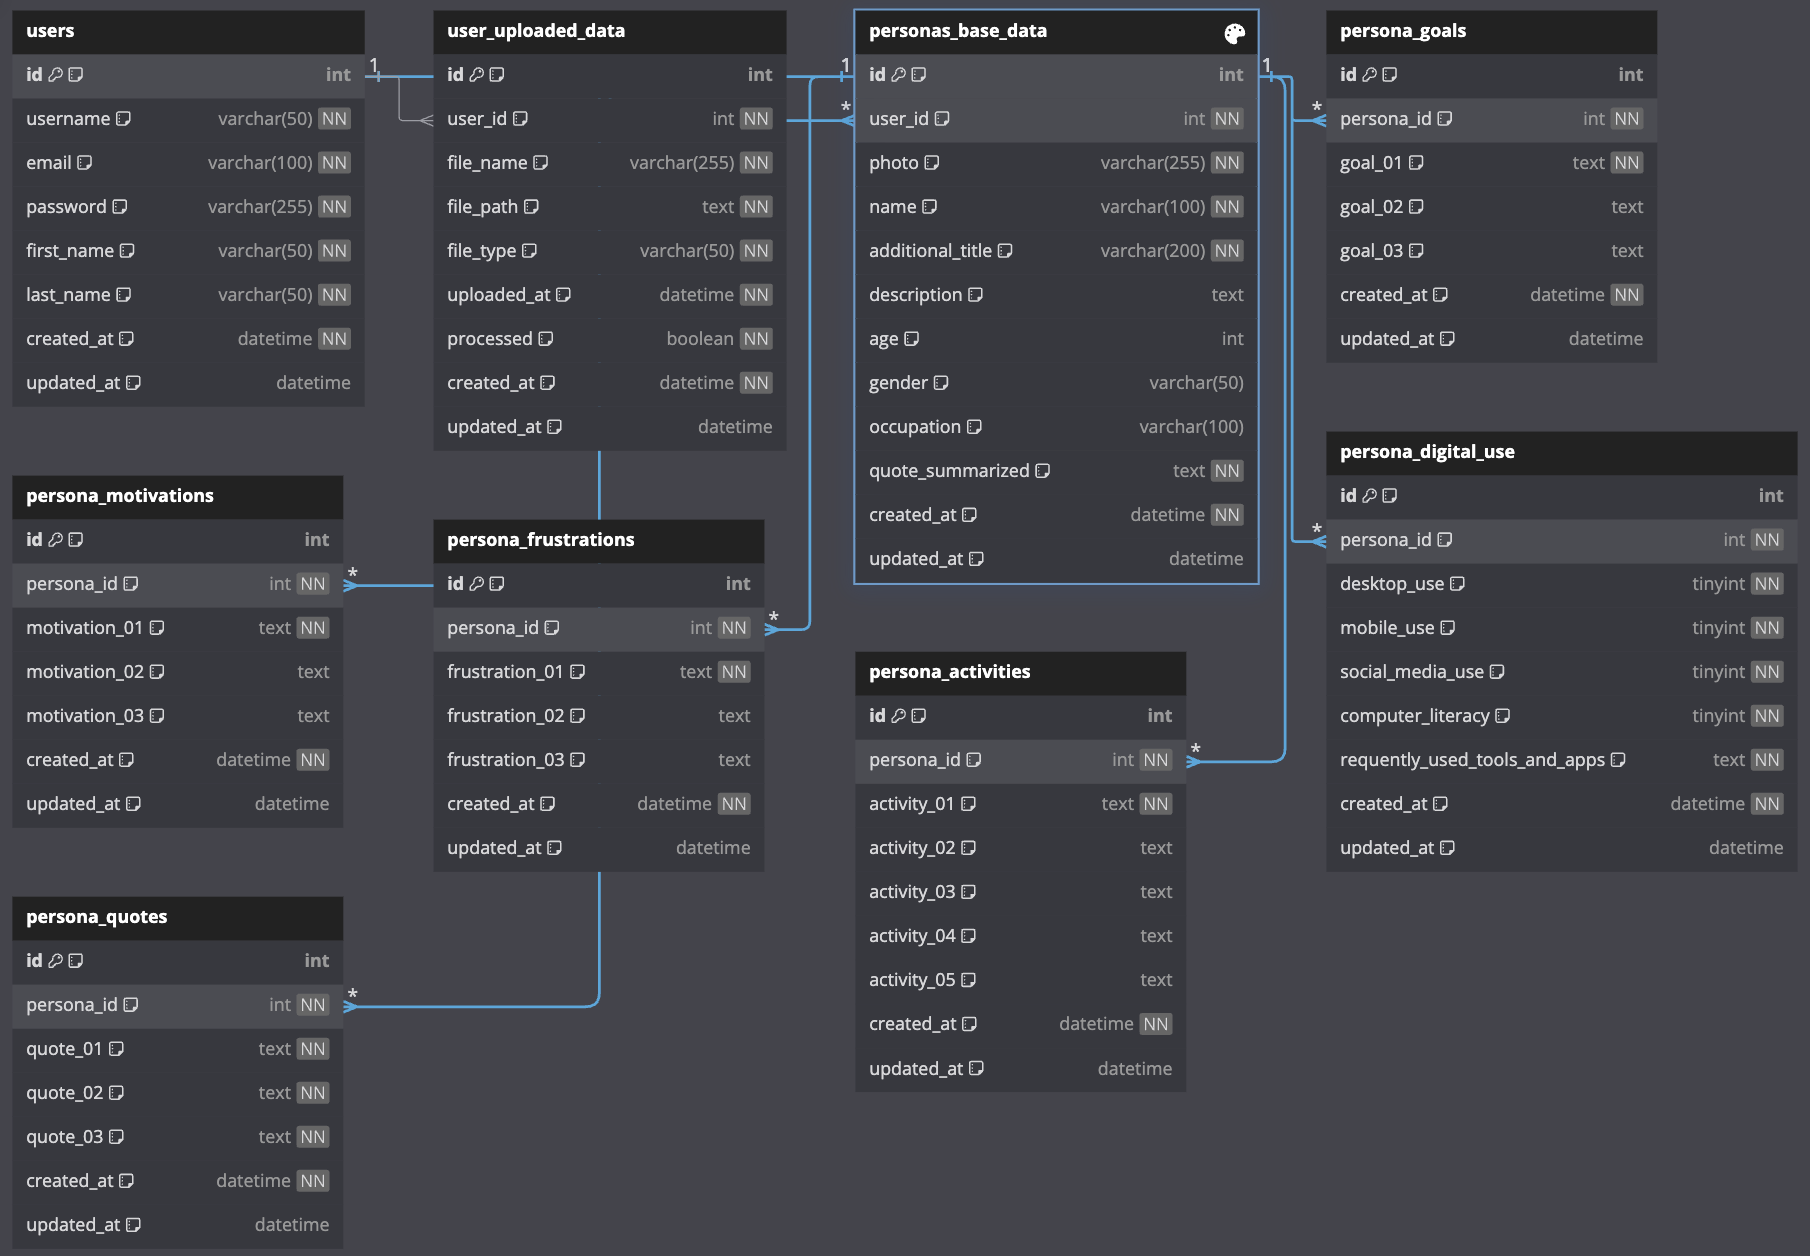 users
id int
username varchar(50) NN
email varchar(100) NN
password varchar(255) NN
first_name varchar(50) NN
last_name varchar(50) NN
created_at datetime NN
updated_at datetime
1
user_uploaded_data
id int
user_id int NN
file_name varchar(255) NN
file_path text NN
file_type varchar(50) NN
uploaded_at datetime NN
processed boolean NN
created_at datetime NN
updated_at datetime
1
*
personas_base_data
id int
user_id int NN
photo varchar(255) NN
name varchar(100) NN
additional_title varchar(200) NN
description text
age int
gender varchar(50)
occupation varchar(100)
quote_summarized text NN
created_at datetime NN
updated_at datetime
1
*
persona_goals
id int
persona_id int NN
goal_01 text NN
goal_02 text
goal_03 text
created_at datetime NN
updated_at datetime
persona_motivations
id int
persona_id int NN
motivation_01 text NN
motivation_02 text
motivation_03 text
created_at datetime NN
updated_at datetime
*
persona_frustrations
id int
persona_id int NN
frustration_01 text NN
frustration_02 text
frustration_03 text
created_at datetime NN
updated_at datetime
*
persona_activities
id int
persona_id int NN
activity_01 text NN
activity_02 text
activity_03 text
activity_04 text
activity_05 text
created_at datetime NN
updated_at datetime
*
*
persona_digital_use
id int
persona_id int NN
desktop_use tinyint NN
mobile_use tinyint NN
social_media_use tinyint NN
computer_literacy tinyint NN
requently_used_tools_and_apps text NN
created_at datetime NN
updated_at datetime
persona_quotes
id int
persona_id int NN
quote_01 text NN
quote_02 text NN
quote_03 text NN
created_at datetime NN
updated_at datetime
*